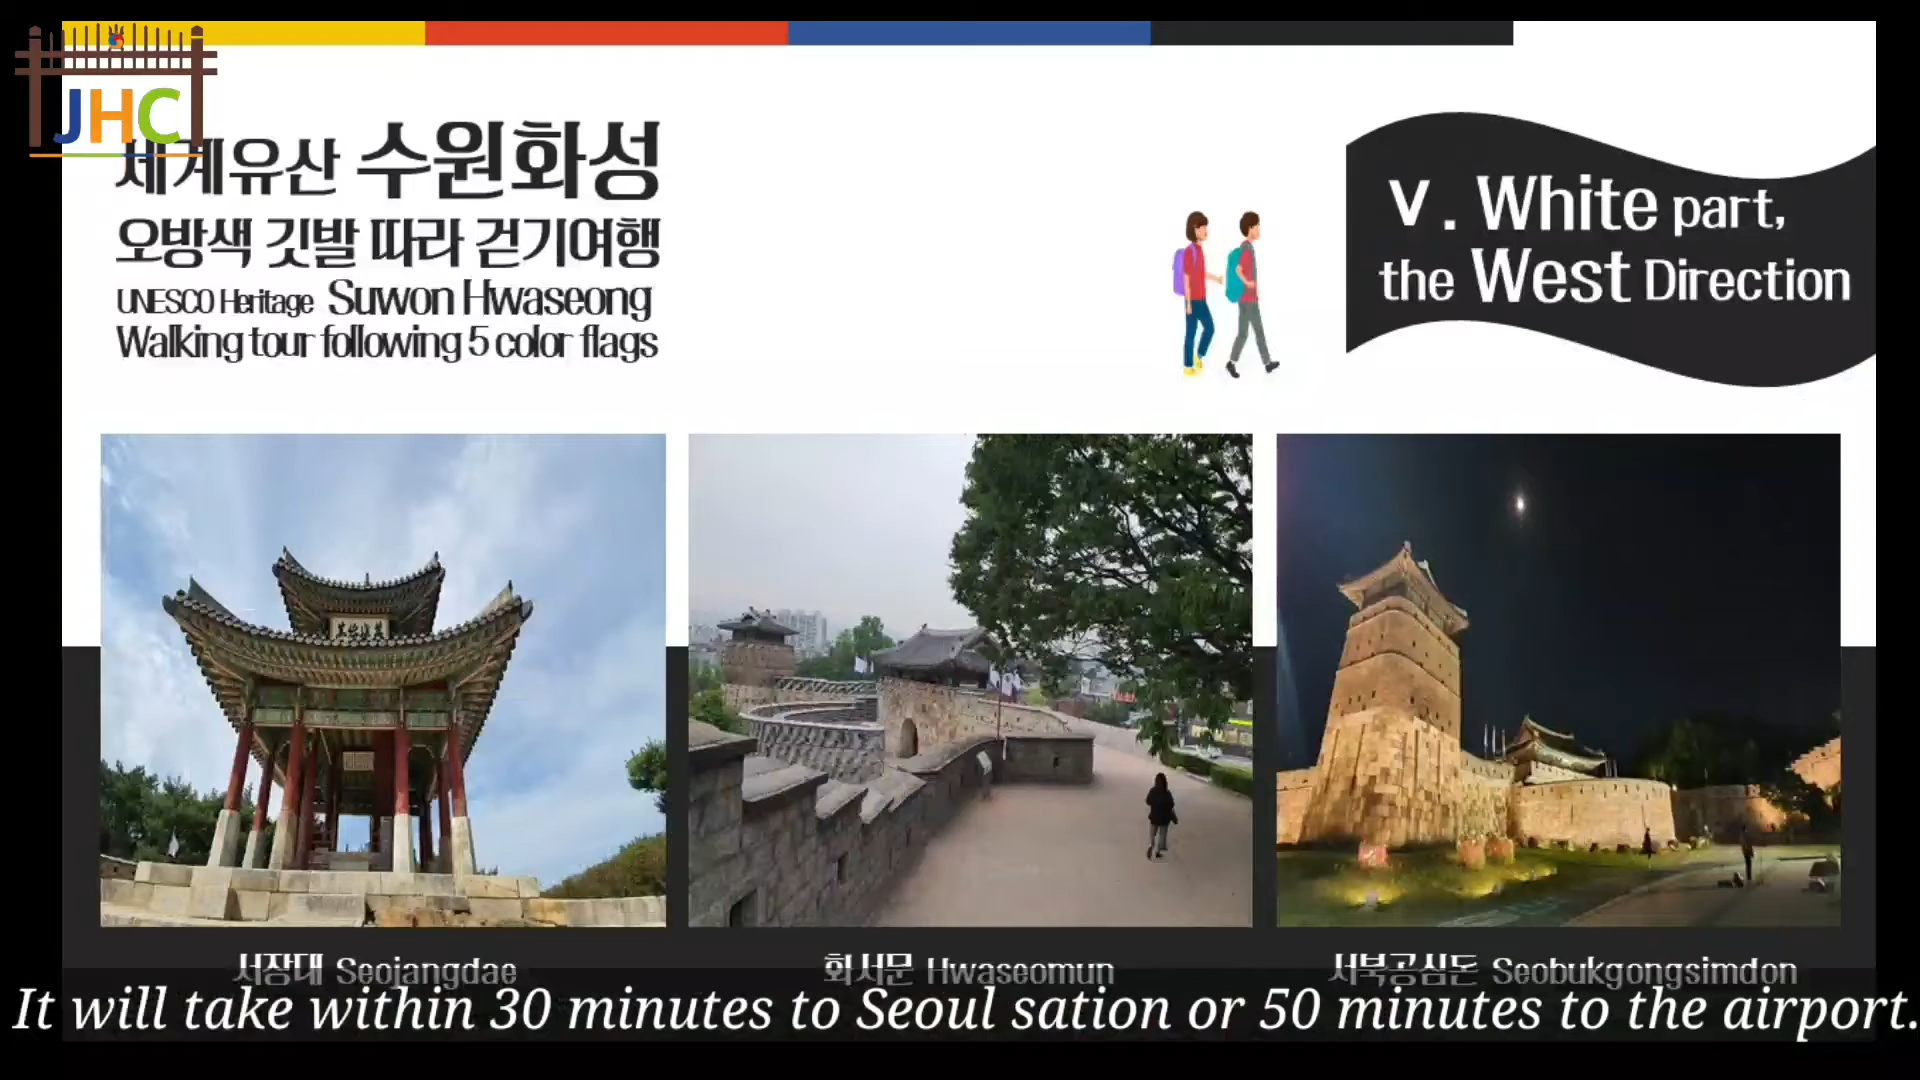 JHC
세계유산 수원화성
오방색 깃발 따라 걷기여행
UNESCO Heritage Suwon Hwaseong
Walking tour following 5 color flags
V. White part,
the West Direction
서장대 Seojangdae
화서문 Hwaseomun
서북공심돈 Seobukgongsimdon
It will take within 30 minutes to Seoul sation or 50 minutes to the airport.